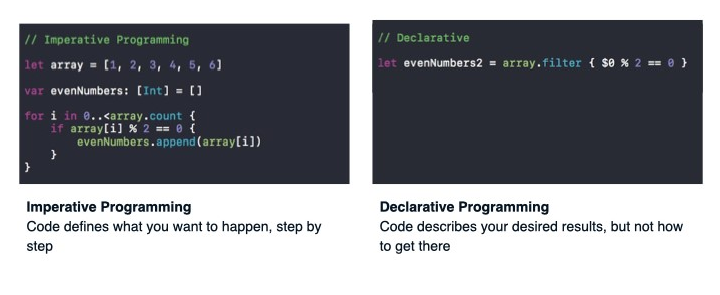 // Imperative Programming
let array = [1, 2, 3, 4, 5, 6]
var evenNumbers: [Int] = []
for i in 0..<array.count {
if array[i] % 2 == 0 {
evenNumbers.append(array[i])
}
}
Imperative Programming
Code defines what you want to happen, step by
step
// Declarative
let evenNumbers2 = array.filter { $0 % 2 == 0 }
Declarative Programming
Code describes your desired results, but not how
to get there